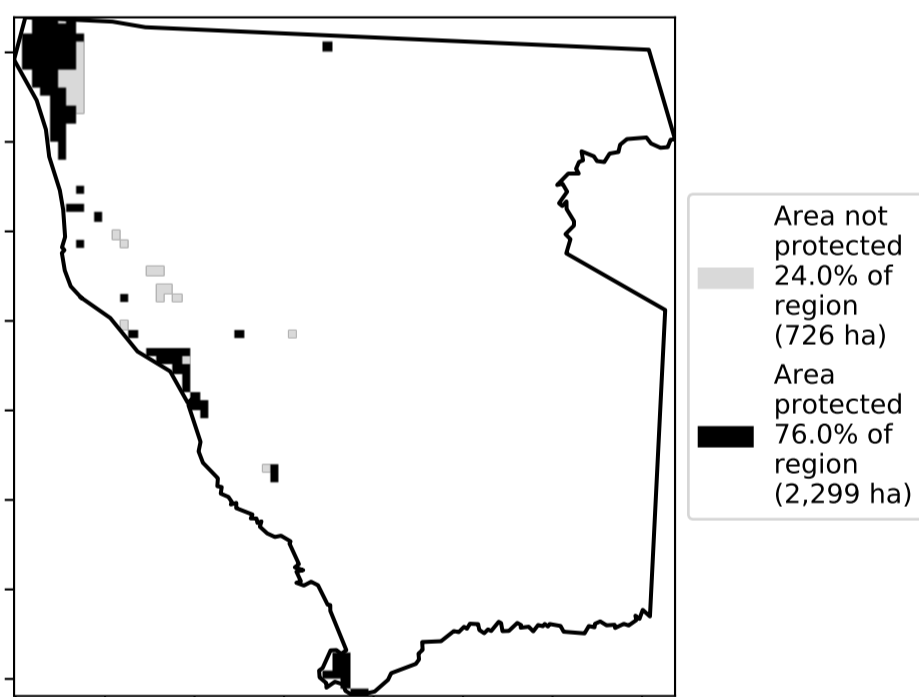 Area not
protected
24.0% of
region
(726 ha)
Area
protected
76.0% of
region
(2,299 ha)